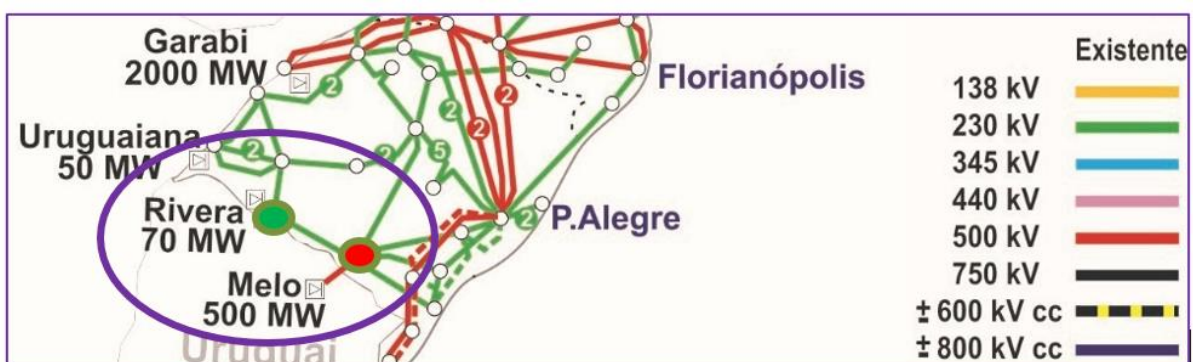 Garabi
2000 MW
Florianópolis
Uruguaiana
50 MW
Rivera
70 MW
P.Alegre
Melo
500 MW
Uruguai
2
2
2
2
2
2
5
2
Existente
138 kV
230 kV
345 kV
440 kV
500 kV
750 kV
± 600 kV cc
± 800 kV cc